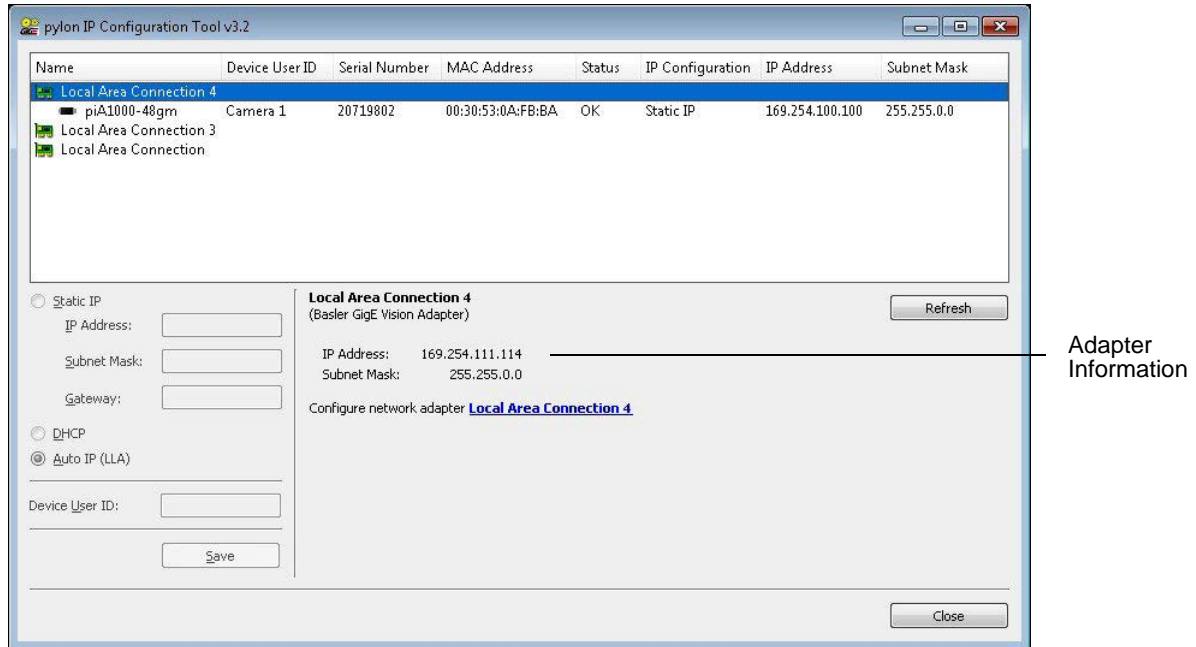 pylon IP Configuration Tool v3.2
Name Device User ID Serial Number MAC Address Status IP Configuration IP Address Subnet Mask
Local Area Connection 4
piA1000-48gm Camera 1 20719802 00:30:53:0A:FB:BA OK Static IP 169.254.100.100 255.255.0.0
Local Area Connection 3
Local Area Connection
Static IP
IP Address:
Subnet Mask:
Gateway:
DHCP
Auto IP (LLA)
Device User ID:
Save
Local Area Connection 4
(Basler GigE Vision Adapter)
IP Address: 169.254.111.114
Subnet Mask: 255.255.0.0
Configure network adapter Local Area Connection 4
Refresh
Close
Adapter
Information